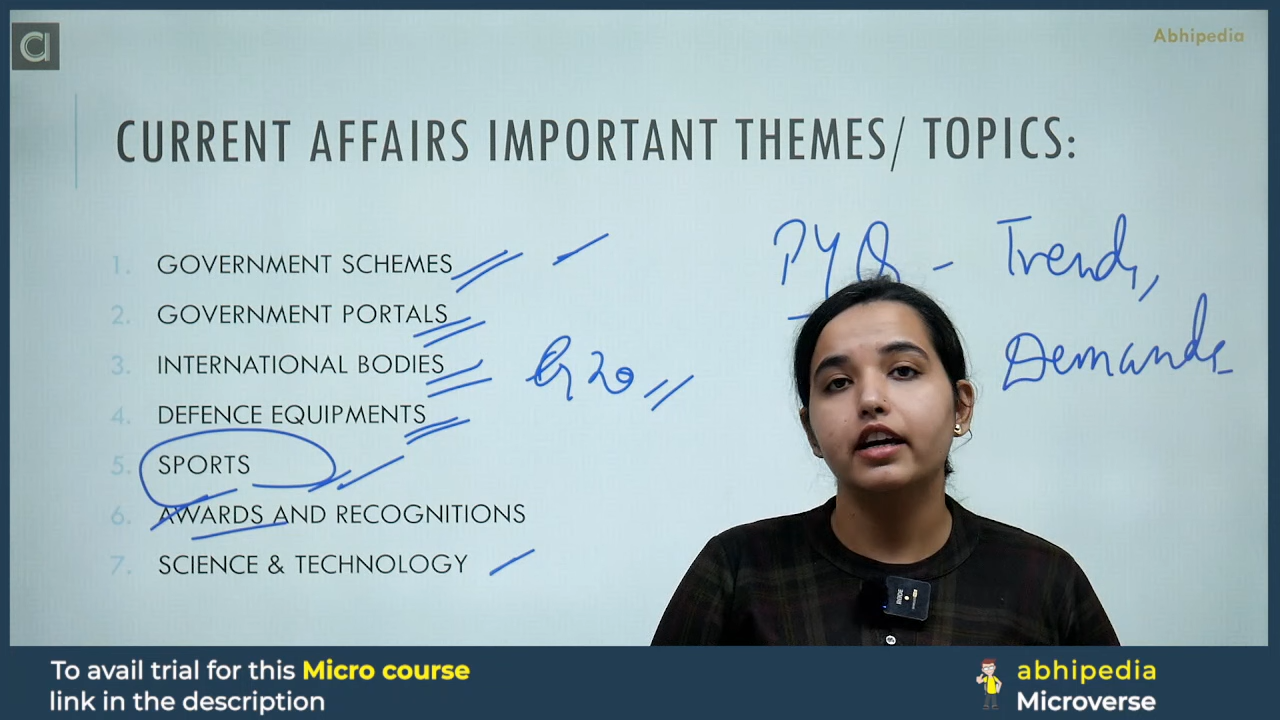 Abhipedia
CURRENT AFFAIRS IMPORTANT THEMES/ TOPICS:
1. GOVERNMENT SCHEMES
2. GOVERNMENT PORTALS
3. INTERNATIONAL BODIES
4. DEFENCE EQUIPMENTS
5. SPORTS
6. AWARDS AND RECOGNITIONS
7. SCIENCE & TECHNOLOGY
G20
PYQ - Trends,
Demands
RODE
To avail trial for this Micro course
link in the description
abhipedia
Microverse